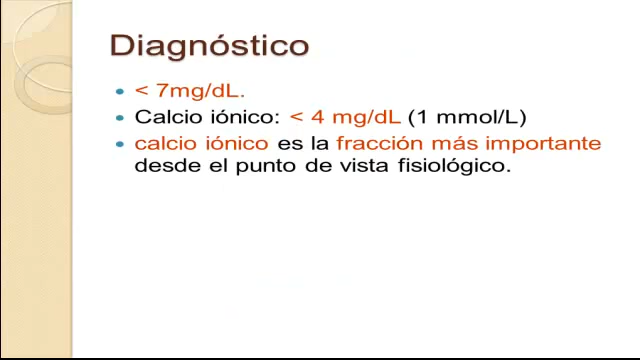 Diagnóstico
< 7mg/dL.
Calcio iónico: < 4 mg/dL (1 mmol/L)
calcio iónico es la fracción más importante
desde el punto de vista fisiológico.